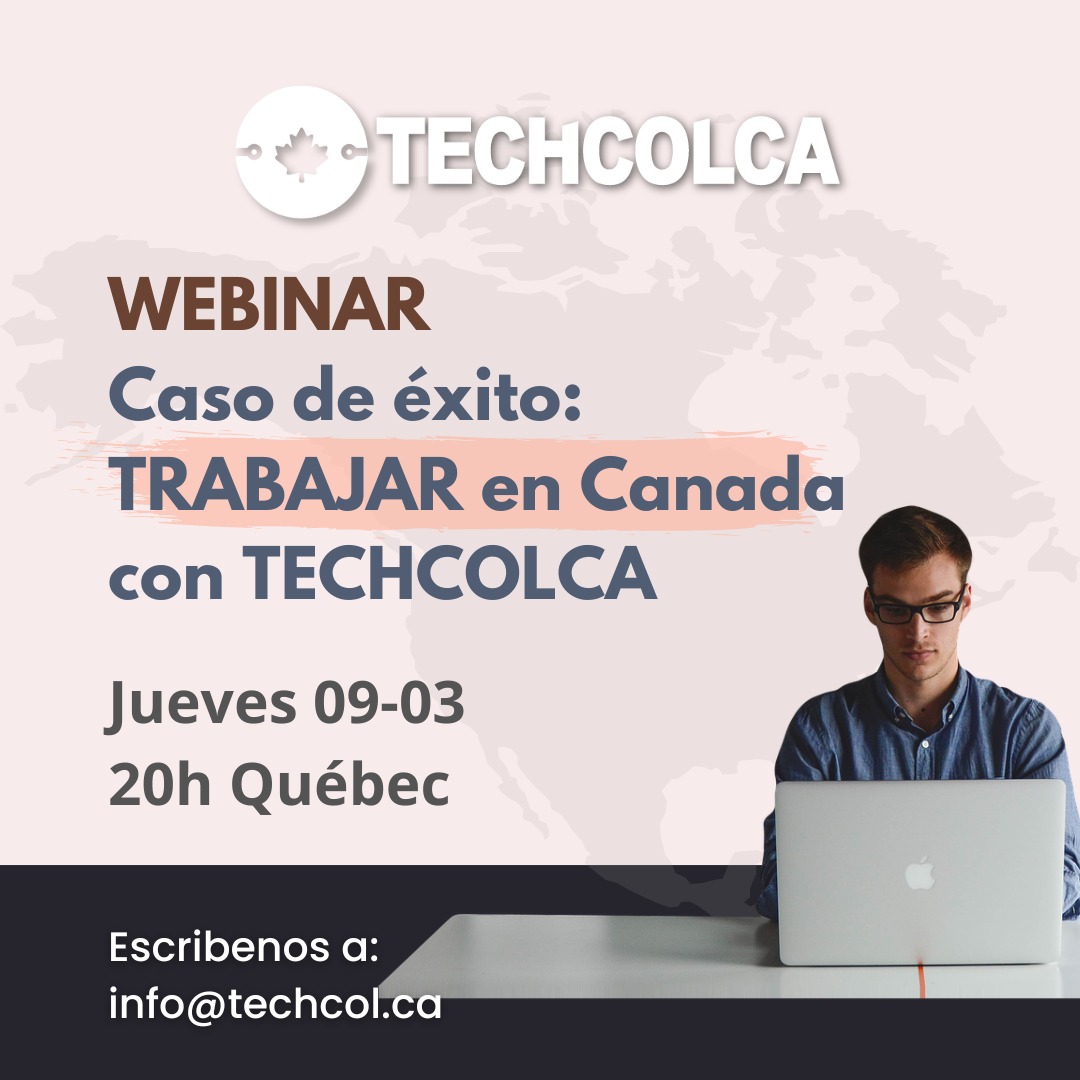 TECHCOLCA
WEBINAR
Caso de éxito:
TRABAJAR en Canada
con TECHCOLCA
Jueves 09-03
20h Québec
Escribenos a:
info@techcol.ca